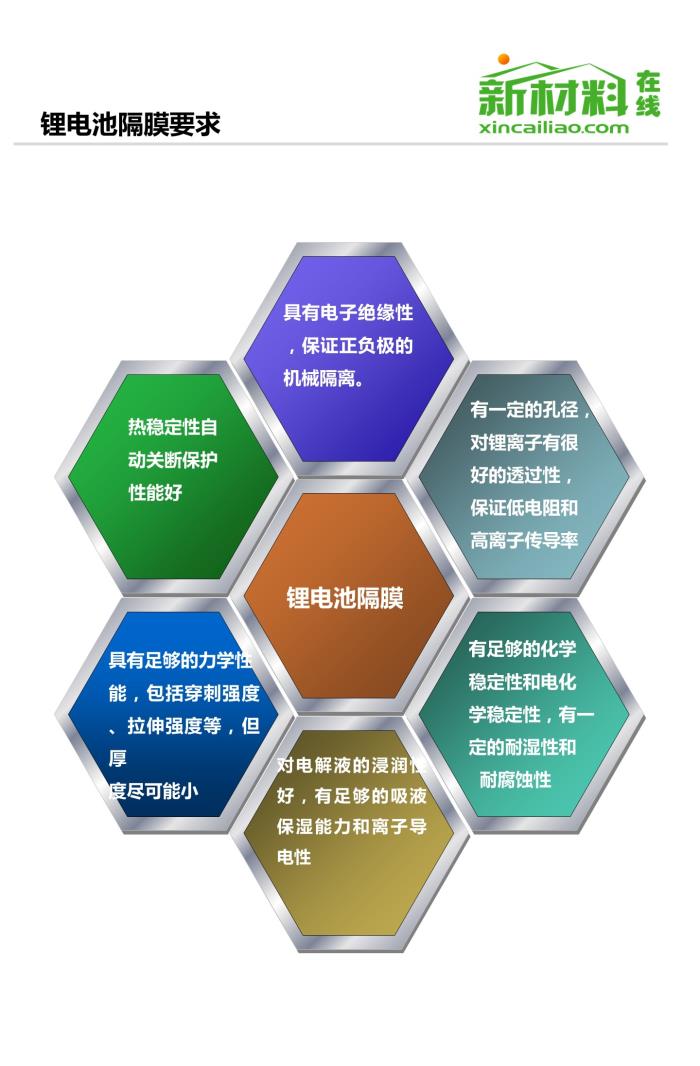 新材料在线
xincailiao.com
锂电池隔膜要求
具有电子绝缘性
，保证正负极的
机械隔离。
热稳定性自
动关断保护
性能好
有一定的孔径，
对锂离子有很
好的透过性，
保证低电阻和
高离子传导率
锂电池隔膜
具有足够的力学性
能，包括穿刺强度
、拉伸强度等，但
厚
度尽可能小
有足够的化学
稳定性和电化
学稳定性，有一
定的耐湿性和
耐腐蚀性
对电解液的浸润性
好，有足够的吸液
保湿能力和离子导
电性